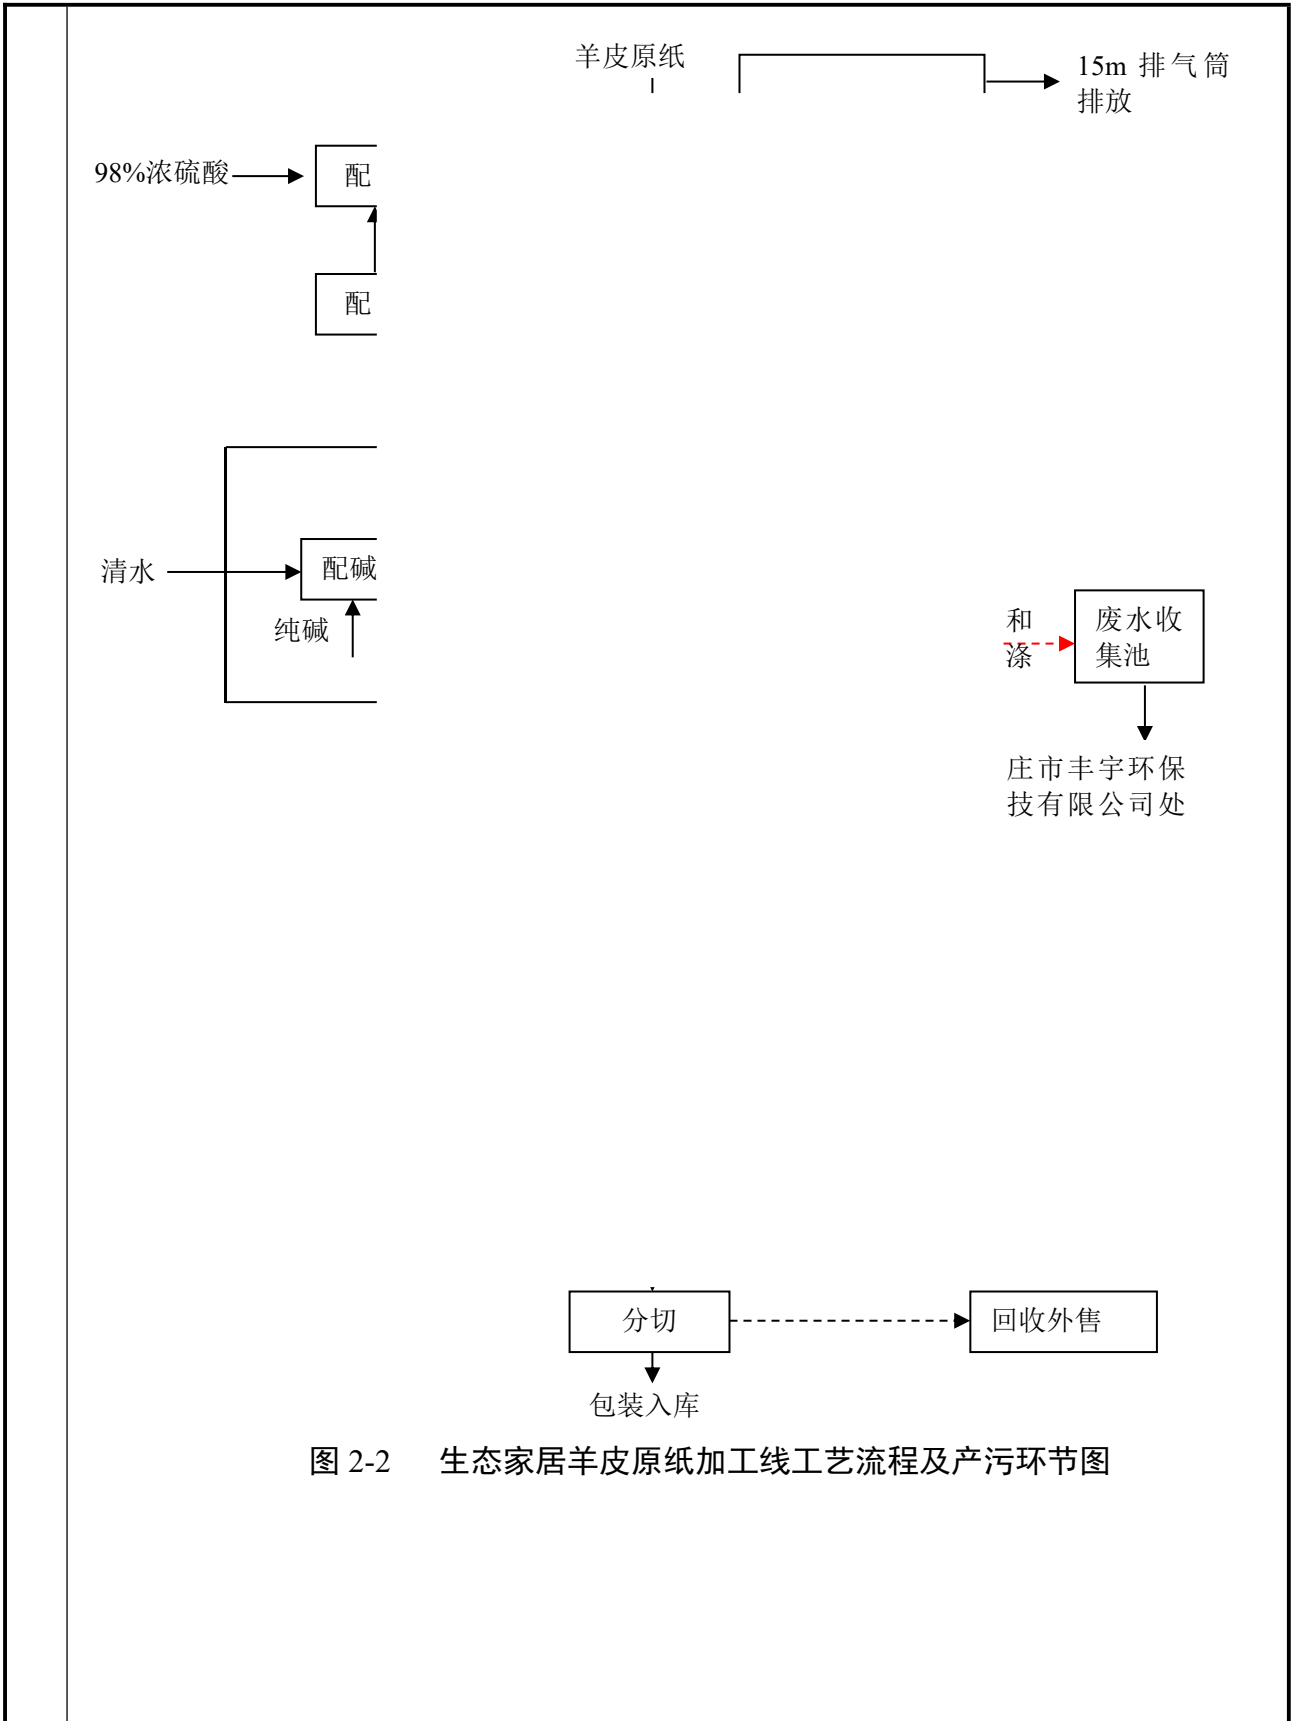 羊皮原纸
15m 排气筒
排放
98%浓硫酸
配
配
清水
配碱
纯碱
和
涤
废水收
集池
庄市丰宇环保
技有限公司处
分切
回收外售
包装入库
图 2-2 生态家居羊皮原纸加工线工艺流程及产污环节图